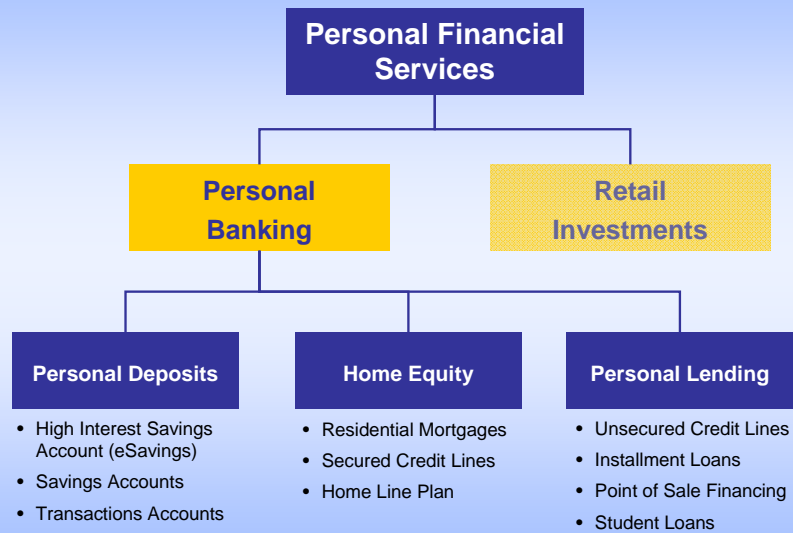 Personal Financial
Services
Personal
Banking
Retail
Investments
Personal Deposits
• High Interest Savings
Account (eSavings)
• Savings Accounts
• Transactions Accounts
Home Equity
• Residential Mortgages
• Secured Credit Lines
• Home Line Plan
Personal Lending
• Unsecured Credit Lines
• Installment Loans
• Point of Sale Financing
• Student Loans